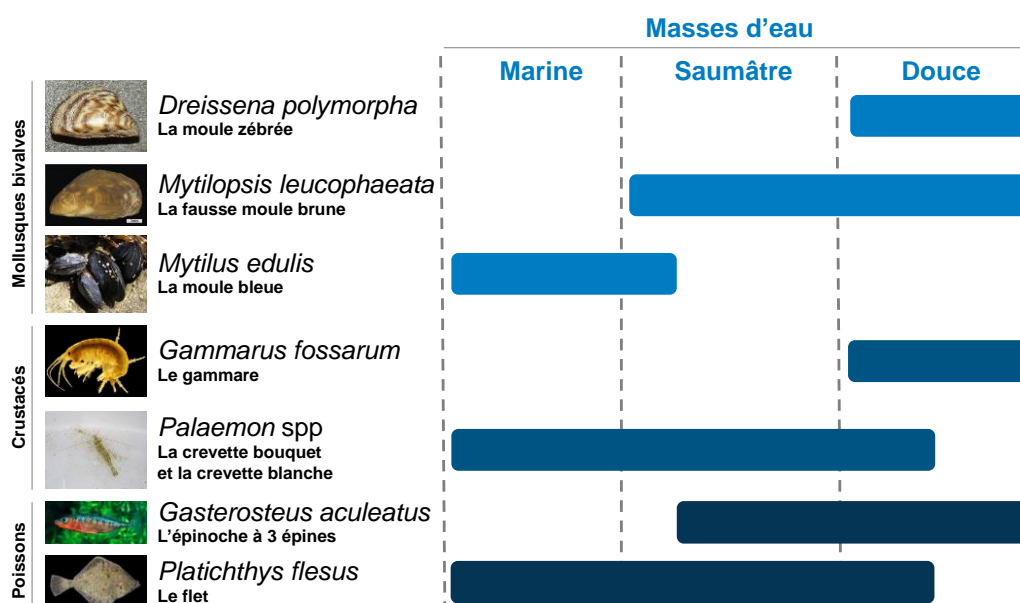 Masses d'eau
Marine
Saumâtre
Douce
Mollusques bivalves
Dreissena polymorpha
La moule zébrée
Mytilopsis leucophaeata
La fausse moule brune
Mytilus edulis
La moule bleue
Crustacés
Gammarus fossarum
Le gammare
Palaemon spp
La crevette bouquet
et la crevette blanche
Poissons
Gasterosteus aculeatus
L'épinoche à 3 épines
Platichthys flesus
Le flet